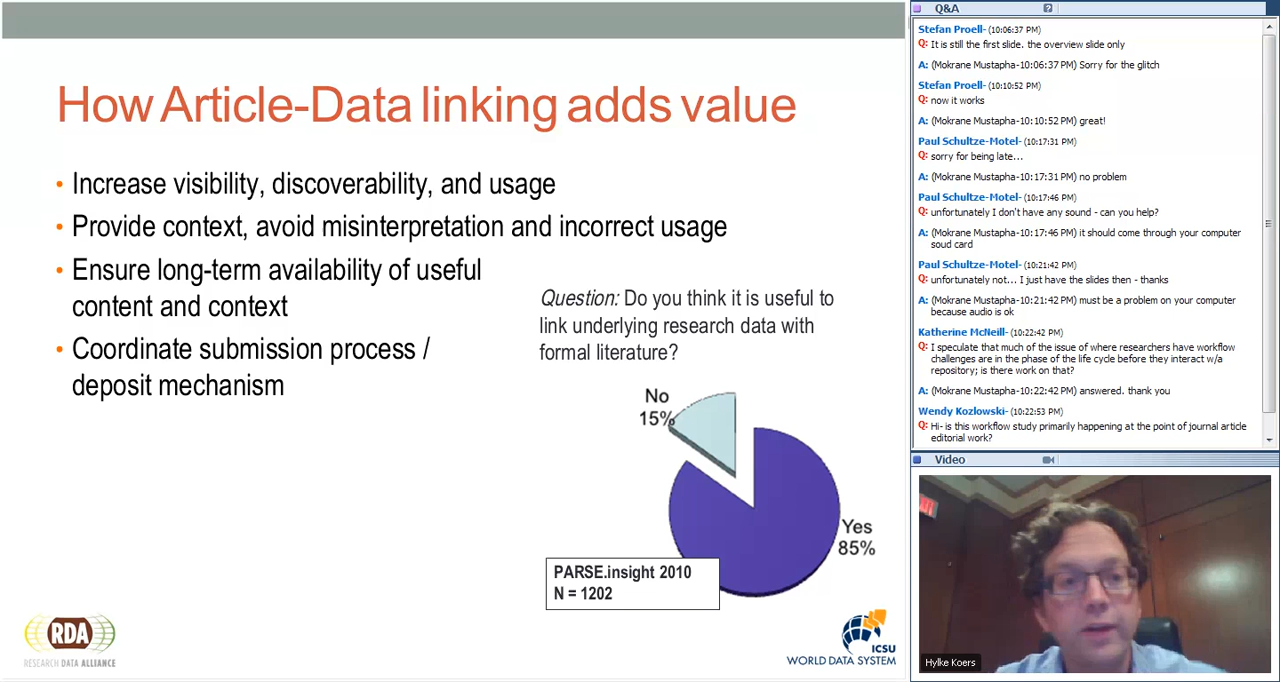 How Article-Data linking adds value
• Increase visibility, discoverability, and usage
• Provide context, avoid misinterpretation and incorrect usage
• Ensure long-term availability of useful
content and context
• Coordinate submission process /
deposit mechanism
Question: Do you think it is useful to
link underlying research data with
formal literature?
No
15%
Yes
85%
PARSE.insight 2010
N = 1202
RDA
RESEARCH DATA ALLIANCE
ICSU
WORLD DATA SYSTEM
Q&A
?
Stefan Proell- (10:06:37 PM)
Q: It is still the first slide. the overview slide only
A: (Mokrane Mustapha-10:06:37 PM) Sorry for the glitch
Stefan Proell- (10:10:52 PM)
Q: now it works
A: (Mokrane Mustapha-10:10:52 PM) great!
Paul Schultze-Motel- (10:17:31 PM)
Q: sorry for being late...
A: (Mokrane Mustapha-10:17:31 PM) no problem
Paul Schultze-Motel- (10:17:46 PM)
Q: unfortunately I don't have any sound - can you help?
A: (Mokrane Mustapha-10:17:46 PM) it should come through your computer
soud card
Paul Schultze-Motel- (10:21:42 PM)
Q: unfortunately not... I just have the slides then - thanks
A: (Mokrane Mustapha-10:21:42 PM) must be a problem on your computer
because audio is ok
Katherine McNeill- (10:22:42 PM)
Q: I speculate that much of the issue of where researchers have workflow
challenges are in the phase of the life cycle before they interact w/a
repository; is there work on that?
A: (Mokrane Mustapha-10:22:42 PM) answered. thank you
Wendy Kozlowski- (10:22:53 PM)
Q: Hi- is this workflow study primarily happening at the point of journal article
editorial work?
Video
Hylke Koers